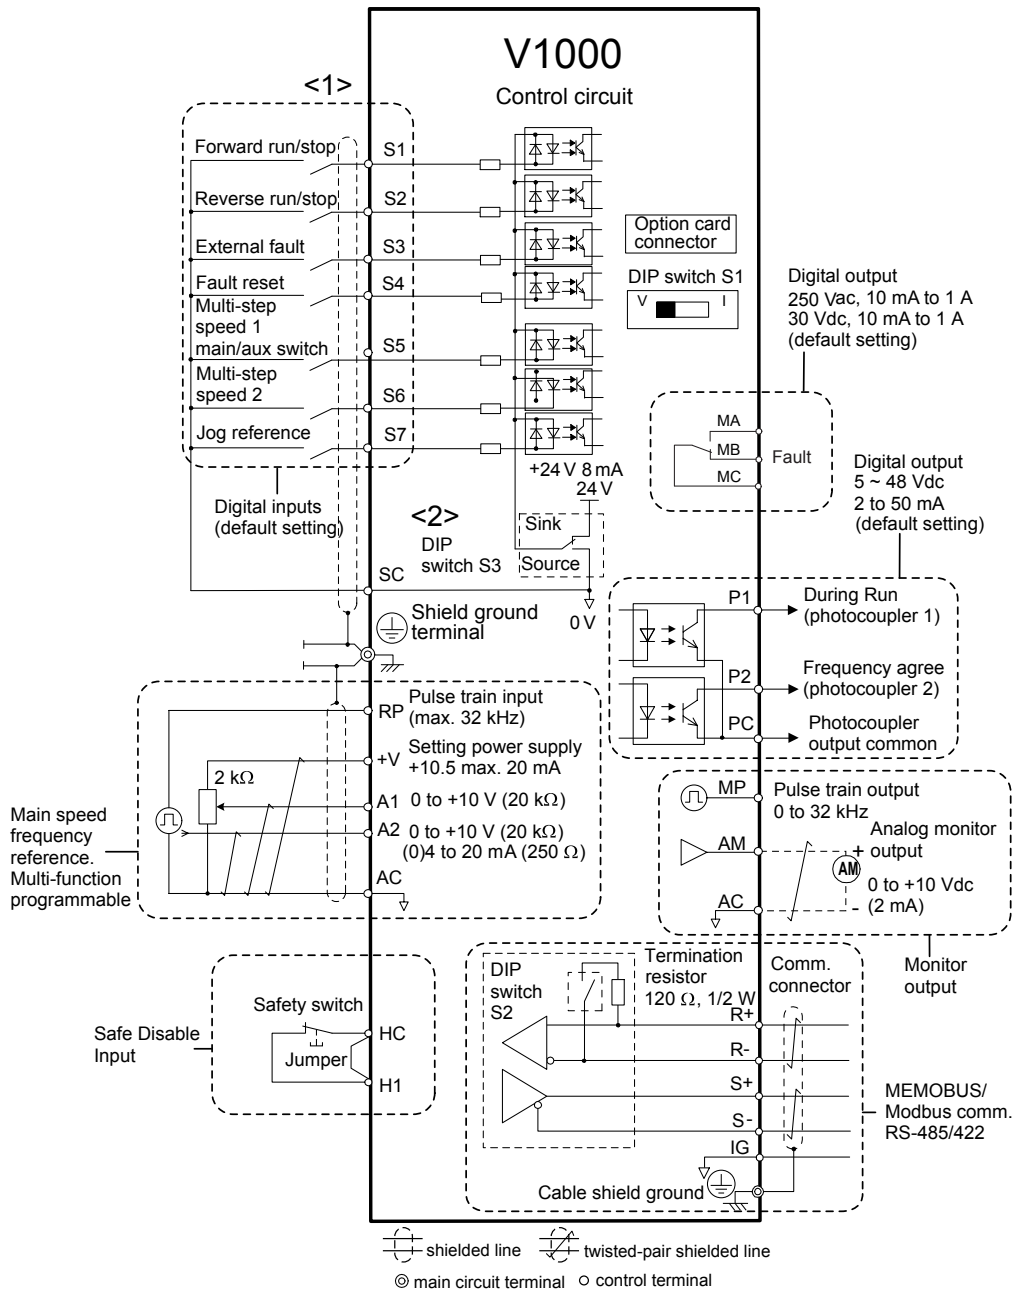 V1000
Control circuit
<1>
Forward run/stop
S1
Reverse run/stop
S2
External fault
S3
Fault reset
S4
Multi-step
speed 1
main/aux switch
S5
Multi-step
speed 2
S6
Jog reference
S7
Digital inputs
(default setting)
Option card
connector
DIP switch S1
V I
Digital output
250 Vac, 10 mA to 1 A
30 Vdc, 10 mA to 1 A
(default setting)
MA
MB
MC
Fault
+24 V 8 mA
24 V
<2>
DIP
switch S3
Sink
Source
SC
0 V
Shield ground
terminal
Digital output
5 ~ 48 Vdc
2 to 50 mA
(default setting)
P1
During Run
(photocoupler 1)
P2
Frequency agree
(photocoupler 2)
PC
Photocoupler
output common
RP
Pulse train input
(max. 32 kHz)
+V
Setting power supply
+10.5 max. 20 mA
2 kΩ
A1
0 to +10 V (20 kΩ)
A2
0 to +10 V (20 kΩ)
(0)4 to 20 mA (250 Ω)
AC
Main speed
frequency
reference.
Multi-function
programmable
MP
Pulse train output
0 to 32 kHz
AM
Analog monitor
+ output
AM
AC
0 to +10 Vdc
- (2 mA)
Monitor
output
Safe Disable
Input
Safety switch
Jumper
HC
H1
DIP
switch
S2
Termination
resistor
120 Ω, 1/2 W
Comm.
connector
R+
R-
S+
S-
IG
Cable shield ground
MEMOBUS/
Modbus comm.
RS-485/422
shielded line
twisted-pair shielded line
main circuit terminal
control terminal